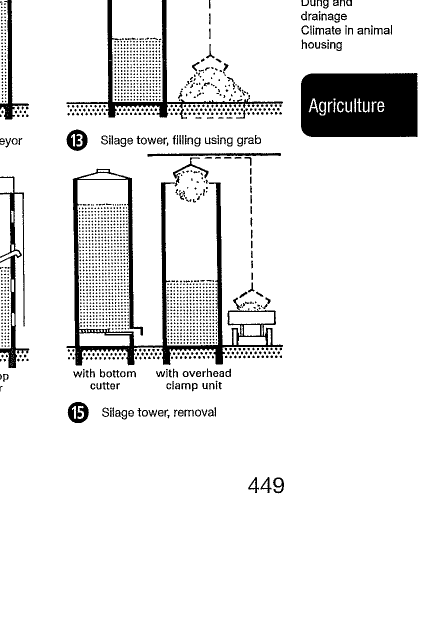 Dung and
drainage
Climate in animal
housing
Agriculture
eyor
13 Silage tower, filling using grab
op
r
with bottom
cutter
with overhead
clamp unit
15 Silage tower, removal
449